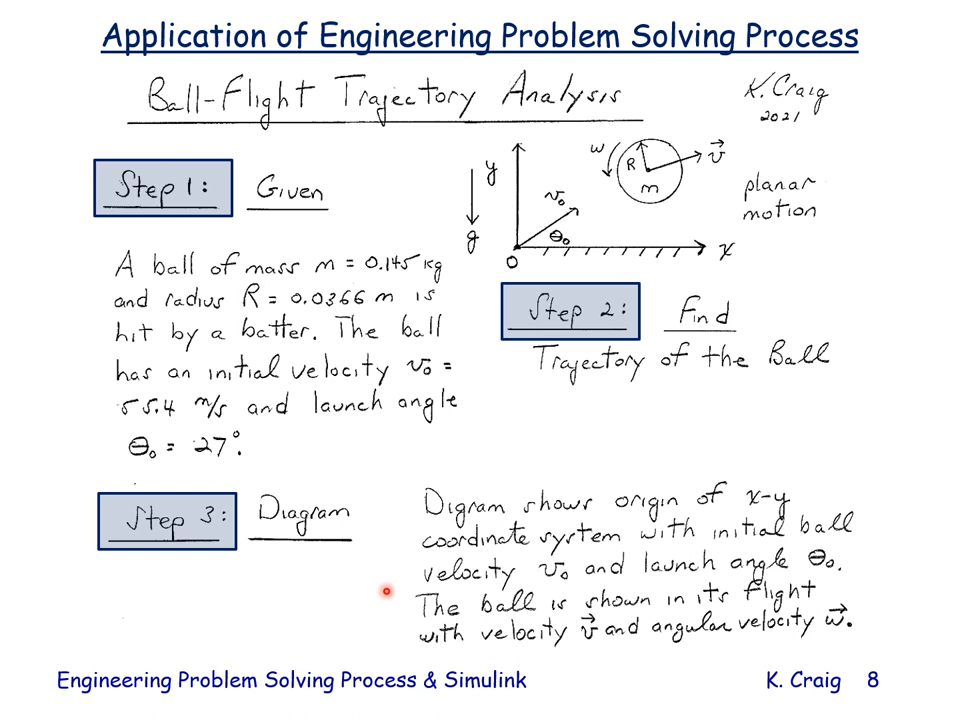 Application of Engineering Problem Solving Process
Ball-Flight Trajectory Analysis
K. Craig
2021
Step 1: Given
y
g
v₀
θ₀
O
x
ω
R
m
v⃗
planar
motion
A ball of mass m = 0.145 kg
and radius R = 0.0366 m is
hit by a batter. The ball
has an initial velocity v₀ =
55.4 m/s and launch angle
θ₀ = 27°.
Step 2: Find
Trajectory of the Ball
Step 3: Diagram
Digram shows origin of x-y
coordinate system with initial ball
velocity v₀ and launch angle θ₀.
The ball is shown in its flight
with velocity v⃗ and angular velocity ω⃗.
Engineering Problem Solving Process & Simulink
K. Craig 8